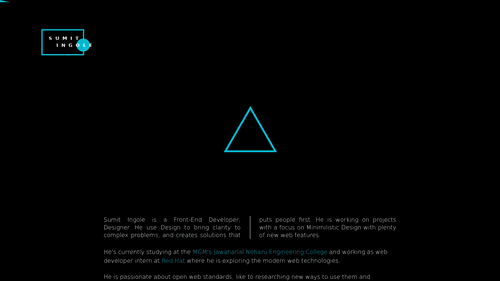 SUMIT
INGOLE
Sumit Ingole is a Front-End Developer,
Designer. He use Design to bring clarity to
complex problems, and creates solutions that
puts people first. He is working on projects
with a focus on Minimilistic Design with plenty
of new web features.
He's currently studying at the MGM's Jawaharlal Neharu Engineering College and working as web
developer intern at Red Hat where he is exploring the modern web technologies.
He is passionate about open web standards, like to researching new ways to use them and